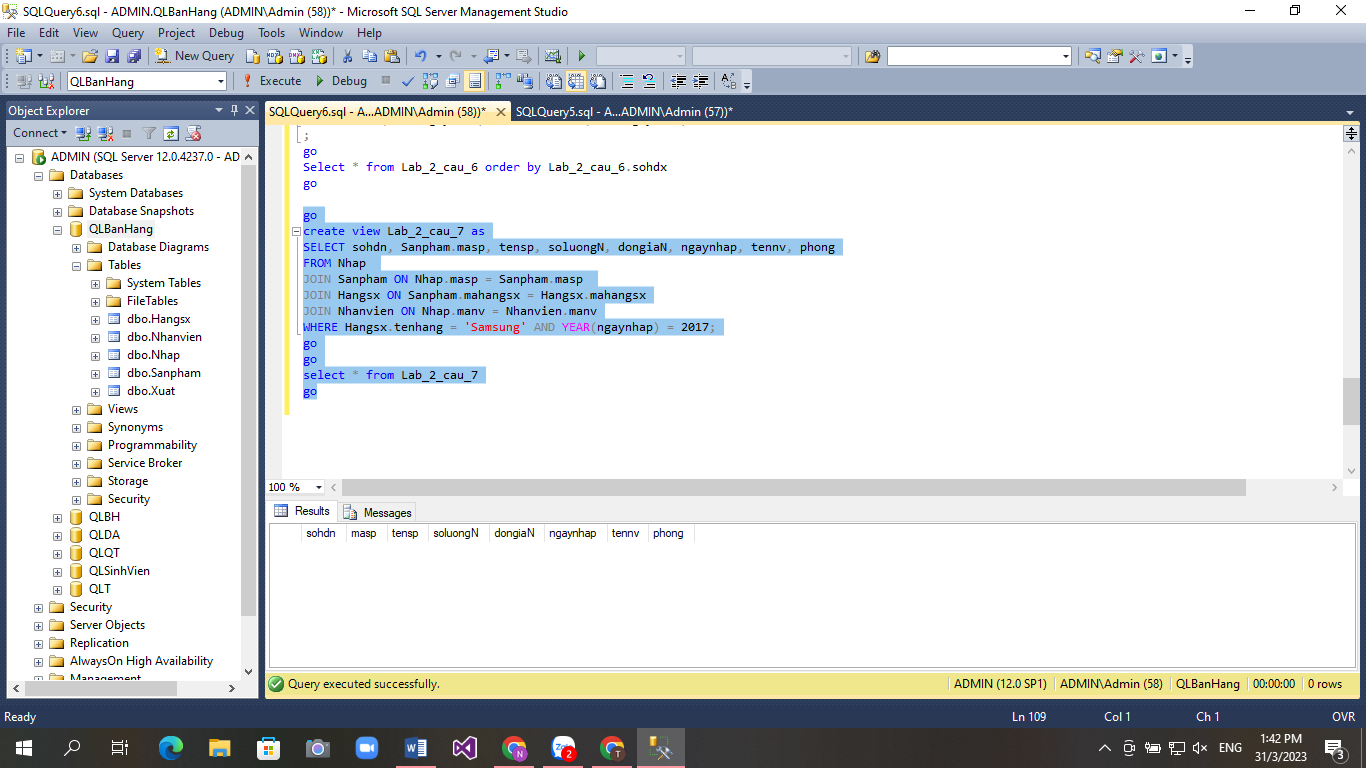 SQLQuery6.sql - ADMIN.QLBanHang (ADMIN\Admin (58))* - Microsoft SQL Server Management Studio
File Edit View Query Project Debug Tools Window Help
New Query
QLBanHang Execute Debug
Object Explorer
SQLQuery6.sql - A...ADMIN\Admin (58))* SQLQuery5.sql - A...ADMIN\Admin (57))*
Connect
ADMIN (SQL Server 12.0.4237.0 - AD
Databases
System Databases
Database Snapshots
QLBanHang
Database Diagrams
Tables
System Tables
FileTables
dbo.Hangsx
dbo.Nhanvien
dbo.Nhap
dbo.Sanpham
dbo.Xuat
Views
Synonyms
Programmability
Service Broker
Storage
Security
QLBH
QLDA
QLQT
QLSinhVien
QLT
Security
Server Objects
Replication
AlwaysOn High Availability
Management
;
go
Select * from Lab_2_cau_6 order by Lab_2_cau_6.sohdx
go
go
create view Lab_2_cau_7 as
SELECT sohdn, Sanpham.masp, tensp, soluongN, dongiaN, ngaynhap, tennv, phong
FROM Nhap
JOIN Sanpham ON Nhap.masp = Sanpham.masp
JOIN Hangsx ON Sanpham.mahangsx = Hangsx.mahangsx
JOIN Nhanvien ON Nhap.manv = Nhanvien.manv
WHERE Hangsx.tenhang = 'Samsung' AND YEAR(ngaynhap) = 2017;
go
go
select * from Lab_2_cau_7
go
100 %
Results Messages
sohdn masp tensp soluongN dongiaN ngaynhap tennv phong
Query executed successfully. ADMIN (12.0 SP1) ADMIN\Admin (58) QLBanHang 00:00:00 0 rows
Ready Ln 109 Col 1 Ch 1 OVR
ENG 1:42 PM
31/3/2023